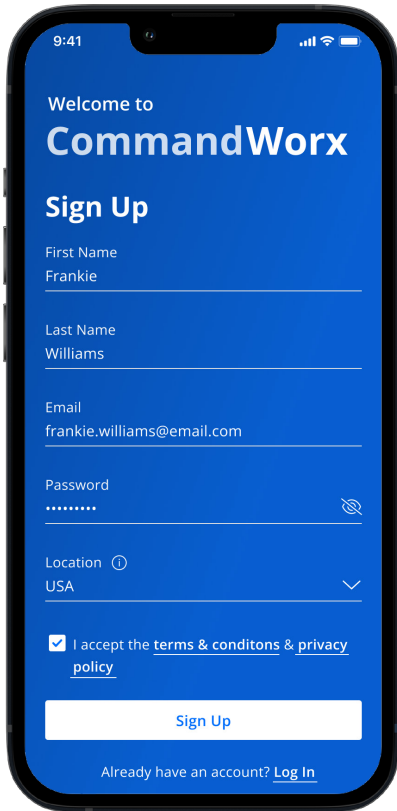 9:41
Welcome to
CommandWorx
Sign Up
First Name
Frankie
Last Name
Williams
Email
frankie.williams@email.com
Password
•••••••••
Location
USA
I accept the terms & conditons & privacy
policy
Sign Up
Already have an account? Log In